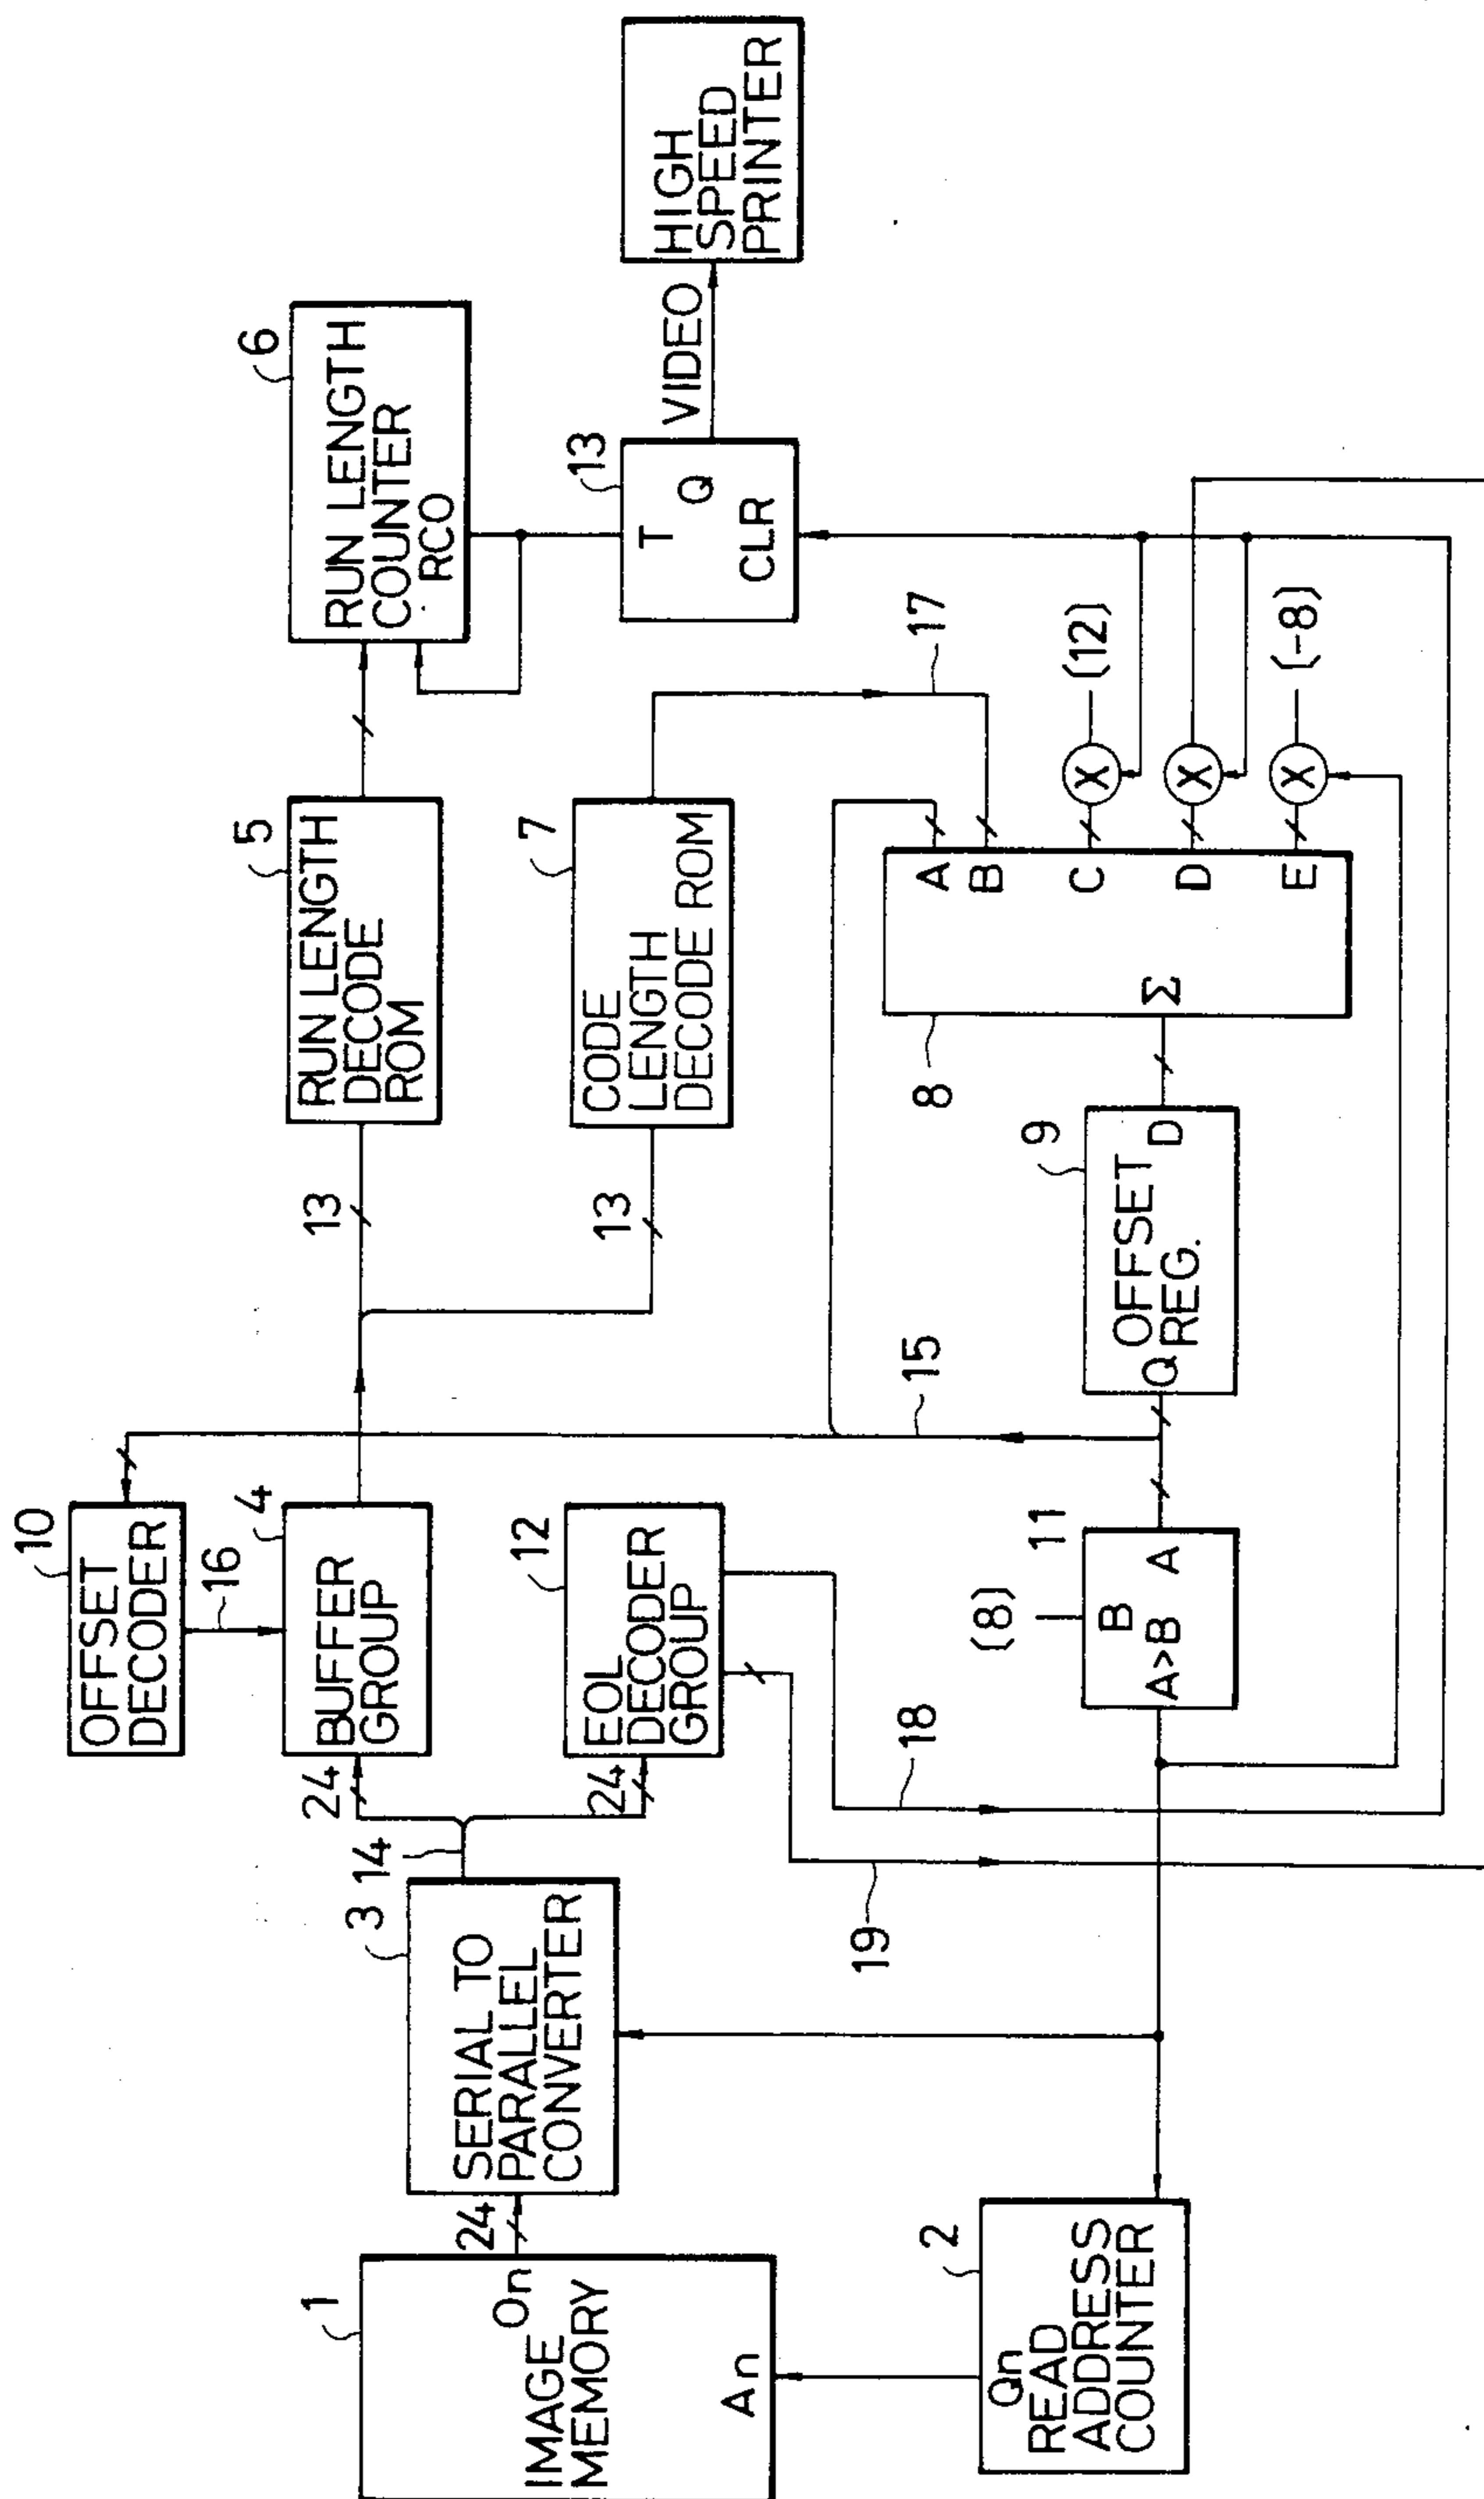 1
IMAGE
MEMORY
On
An
24
2
Qn
READ
ADDRESS
COUNTER
3
SERIAL TO
PARALLEL
CONVERTER
14
24
24
10
OFFSET
DECODER
16
4
BUFFER
GROUP
12
EOL
DECODER
GROUP
18
19
(8)
11
B
A>B
A
15
13
13
9
OFFSET
REG.
Q
D
5
RUN LENGTH
DECODE
ROM
7
CODE
LENGTH
DECODE ROM
8
Σ
A
B
C
D
E
17
X
X
X
(12)
(-8)
6
RUN LENGTH
COUNTER
RCO
13
T
Q
CLR
VIDEO
HIGH
SPEED
PRINTER